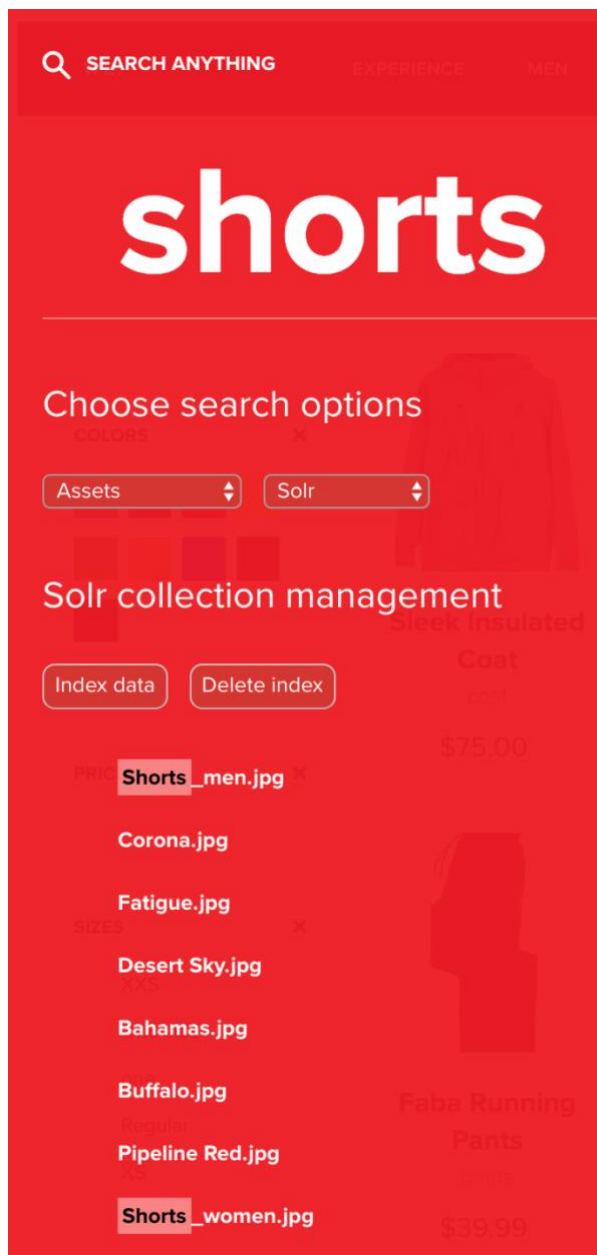 SEARCH ANYTHING
EXPERIENCE MEN
shorts
Choose search options
COLORS
Assets Solr
Solr collection management
Sleek Insulated
Coat
coat
Index data Delete index
$75.00
Shorts_men.jpg
Corona.jpg
Fatigue.jpg
SIZES
Desert Sky.jpg
XXS
Bahamas.jpg
Buffalo.jpg
Faba Running
Regular
Pants
Pipeline Red.jpg
XS
pants
Shorts_women.jpg
$39.99